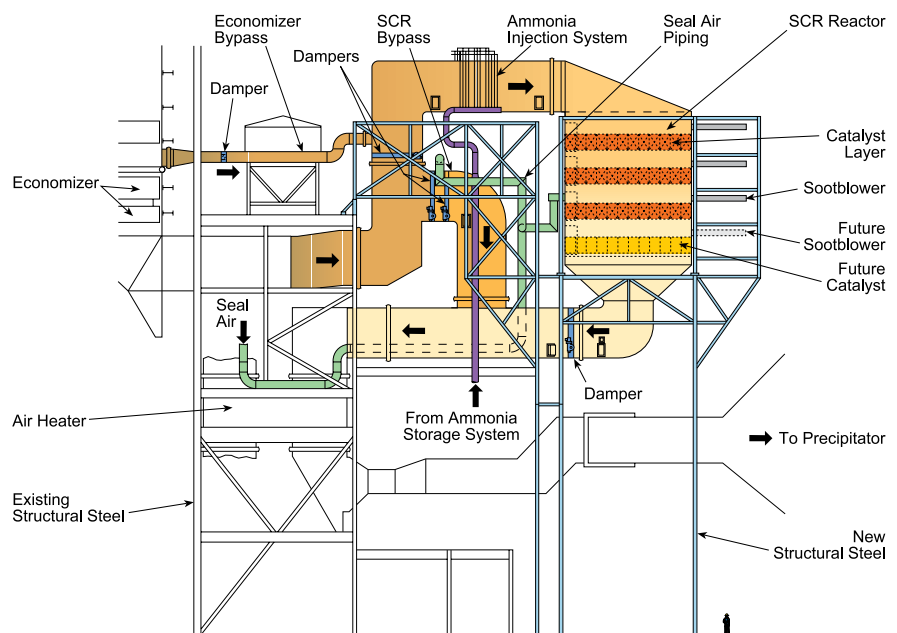 Economizer
Bypass
SCR
Bypass
Ammonia
Injection System
Seal Air
Piping
SCR Reactor
Dampers
Damper
Catalyst
Layer
Economizer
Sootblower
Future
Sootblower
Future
Catalyst
Seal
Air
Damper
Air Heater
From Ammonia
Storage System
To Precipitator
Existing
Structural Steel
New
Structural Steel